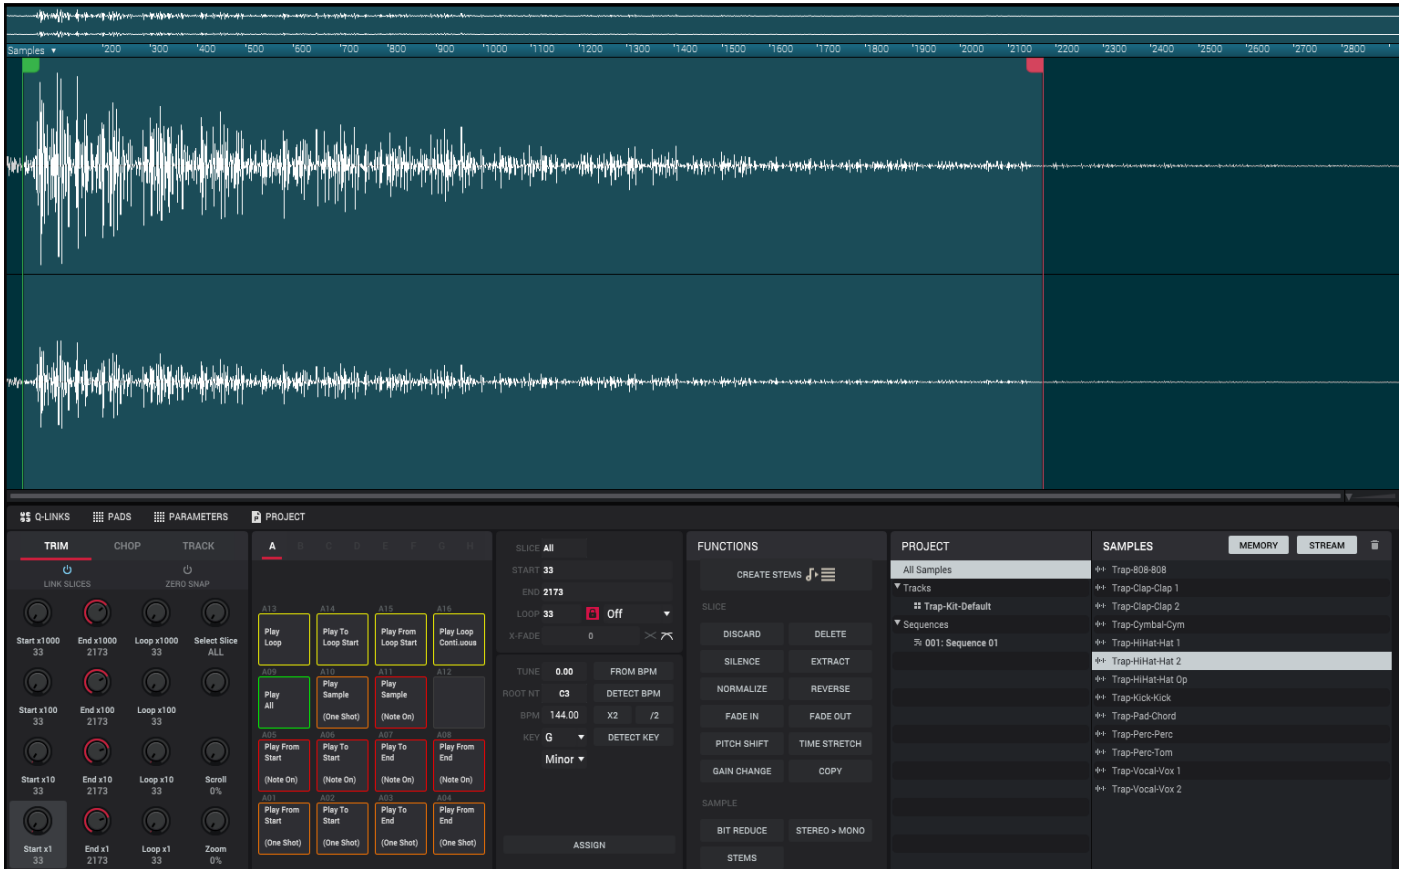 Samples ▾ '200 '300 '400 '500 '600 '700 '800 '900 '1000 '1100 '1200 '1300 '1400 '1500 '1600 '1700 '1800 '1900 '2000 '2100 '2200 '2300 '2400 '2500 '2600 '2700 '2800
Q-LINKS PADS PARAMETERS PROJECT
TRIM CHOP TRACK
LINK SLICES ZERO SNAP
Start x1000 End x1000 Loop x1000 Select Slice
33 2173 33 ALL
Start x100 End x100 Loop x100
33 2173 33
Start x10 End x10 Loop x10 Scroll
33 2173 33 0%
Start x1 End x1 Loop x1 Zoom
33 2173 33 0%
A B C D E F G H
A13 A14 A15 A16
Play Play To Play From Play Loop
Loop Loop Start Loop Start Conti.uous
A09 A10 A11 A12
Play Play Play
All Sample Sample
(One Shot) (Note On)
A05 A06 A07 A08
Play From Play To Play To Play From
Start Start End End
(Note On) (Note On) (Note On) (Note On)
A01 A02 A03 A04
Play From Play To Play To Play From
Start Start End End
(One Shot) (One Shot) (One Shot) (One Shot)
SLICE All
START 33
END 2173
LOOP 33 Off
X-FADE 0
TUNE 0.00 FROM BPM
ROOT NT C3 DETECT BPM
BPM 144.00 X2 /2
KEY G DETECT KEY
Minor
ASSIGN
FUNCTIONS
CREATE STEMS
SLICE
DISCARD DELETE
SILENCE EXTRACT
NORMALIZE REVERSE
FADE IN FADE OUT
PITCH SHIFT TIME STRETCH
GAIN CHANGE COPY
SAMPLE
BIT REDUCE STEREO > MONO
STEMS
PROJECT
All Samples
Tracks
Trap-Kit-Default
Sequences
001: Sequence 01
SAMPLES MEMORY STREAM
Trap-808-808
Trap-Clap-Clap 1
Trap-Clap-Clap 2
Trap-Cymbal-Cym
Trap-HiHat-Hat 1
Trap-HiHat-Hat 2
Trap-HiHat-Hat Op
Trap-Kick-Kick
Trap-Pad-Chord
Trap-Perc-Perc
Trap-Perc-Tom
Trap-Vocal-Vox 1
Trap-Vocal-Vox 2